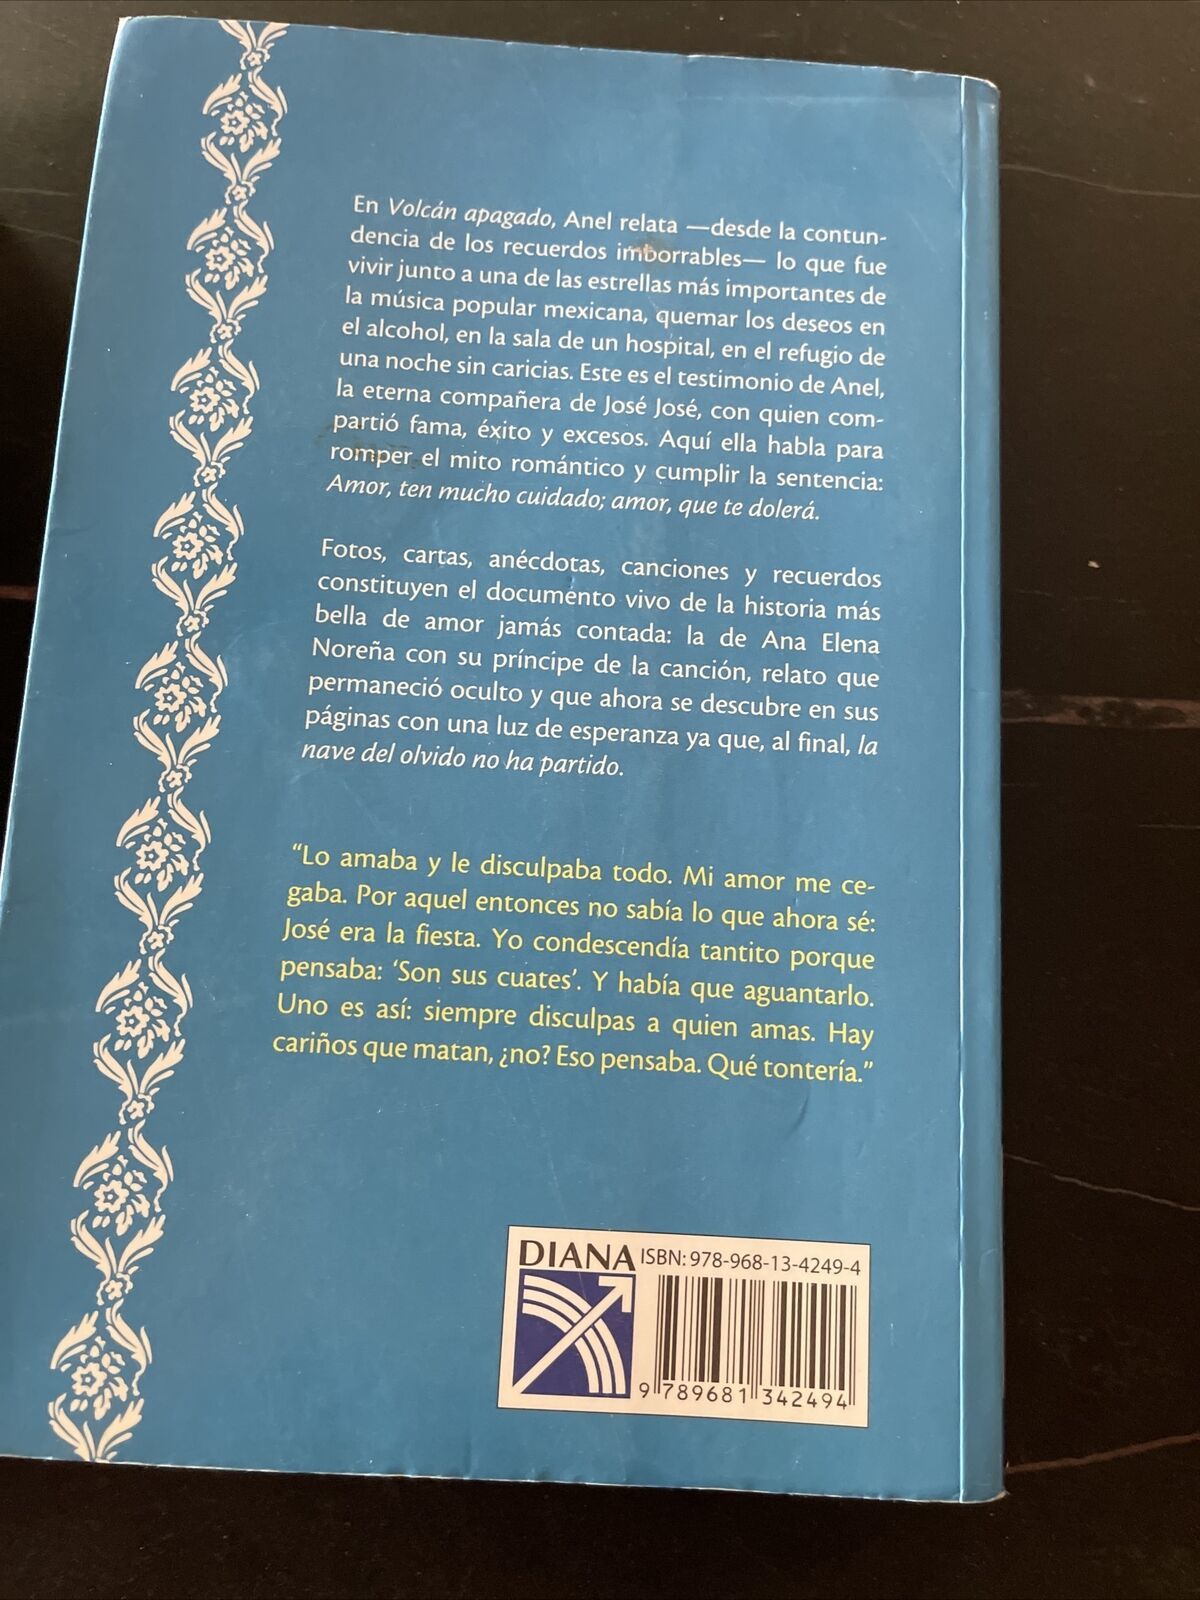 En Volcán apagado, Anel relata —desde la contun-
dencia de los recuerdos imborrables— lo que fue
vivir junto a una de las estrellas más importantes de
la música popular mexicana, quemar los deseos en
el alcohol, en la sala de un hospital, en el refugio de
una noche sin caricias. Este es el testimonio de Anel,
la eterna compañera de José José, con quien com-
partió fama, éxito y excesos. Aquí ella habla para
romper el mito romántico y cumplir la sentencia:
Amor, ten mucho cuidado; amor, que te dolerá.
Fotos, cartas, anécdotas, canciones y recuerdos
constituyen el documento vivo de la historia más
bella de amor jamás contada: la de Ana Elena
Noreña con su príncipe de la canción, relato que
permaneció oculto y que ahora se descubre en sus
páginas con una luz de esperanza ya que, al final, la
nave del olvido no ha partido.
“Lo amaba y le disculpaba todo. Mi amor me ce-
gaba. Por aquel entonces no sabía lo que ahora sé:
José era la fiesta. Yo condescendía tantito porque
pensaba: ‘Son sus cuates’. Y había que aguantarlo.
Uno es así: siempre disculpas a quien amas. Hay
cariños que matan, ¿no? Eso pensaba. Qué tontería.”
DIANA ISBN: 978-968-13-4249-4
9 789681 342494